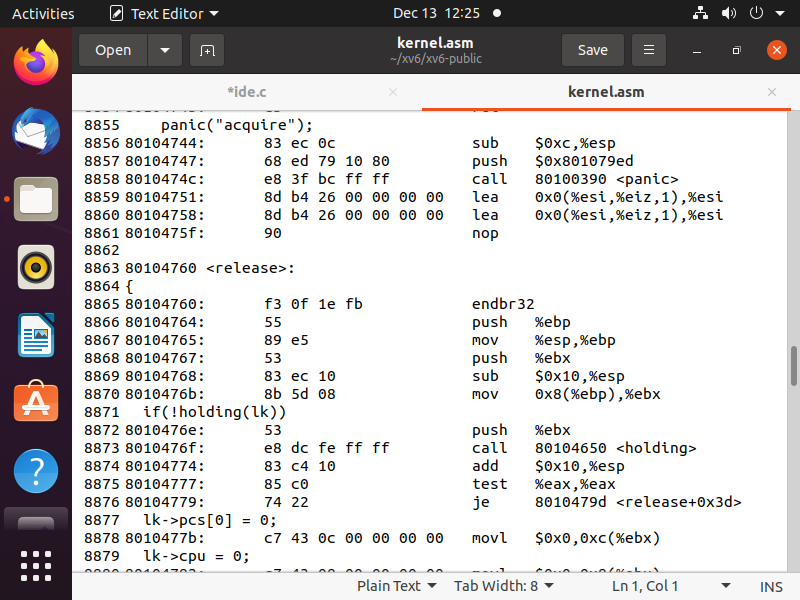 Activities Text Editor Dec 13 12:25
Open kernel.asm Save
~/xv6/xv6-public
*ide.c kernel.asm
8855 panic("acquire");
8856 80104744: 83 ec 0c sub $0xc,%esp
8857 80104747: 68 ed 79 10 80 push $0x801079ed
8858 8010474c: e8 3f bc ff ff call 80100390 <panic>
8859 80104751: 8d b4 26 00 00 00 00 lea 0x0(%esi,%eiz,1),%esi
8860 80104758: 8d b4 26 00 00 00 00 lea 0x0(%esi,%eiz,1),%esi
8861 8010475f: 90 nop
8862
8863 80104760 <release>:
8864 {
8865 80104760: f3 0f 1e fb endbr32
8866 80104764: 55 push %ebp
8867 80104765: 89 e5 mov %esp,%ebp
8868 80104767: 53 push %ebx
8869 80104768: 83 ec 10 sub $0x10,%esp
8870 8010476b: 8b 5d 08 mov 0x8(%ebp),%ebx
8871 if(!holding(lk))
8872 8010476e: 53 push %ebx
8873 8010476f: e8 dc fe ff ff call 80104650 <holding>
8874 80104774: 83 c4 10 add $0x10,%esp
8875 80104777: 85 c0 test %eax,%eax
8876 80104779: 74 22 je 8010479d <release+0x3d>
8877 lk->pcs[0] = 0;
8878 8010477b: c7 43 0c 00 00 00 00 movl $0x0,0xc(%ebx)
8879 lk->cpu = 0;
Plain Text Tab Width: 8 Ln 1, Col 1 INS